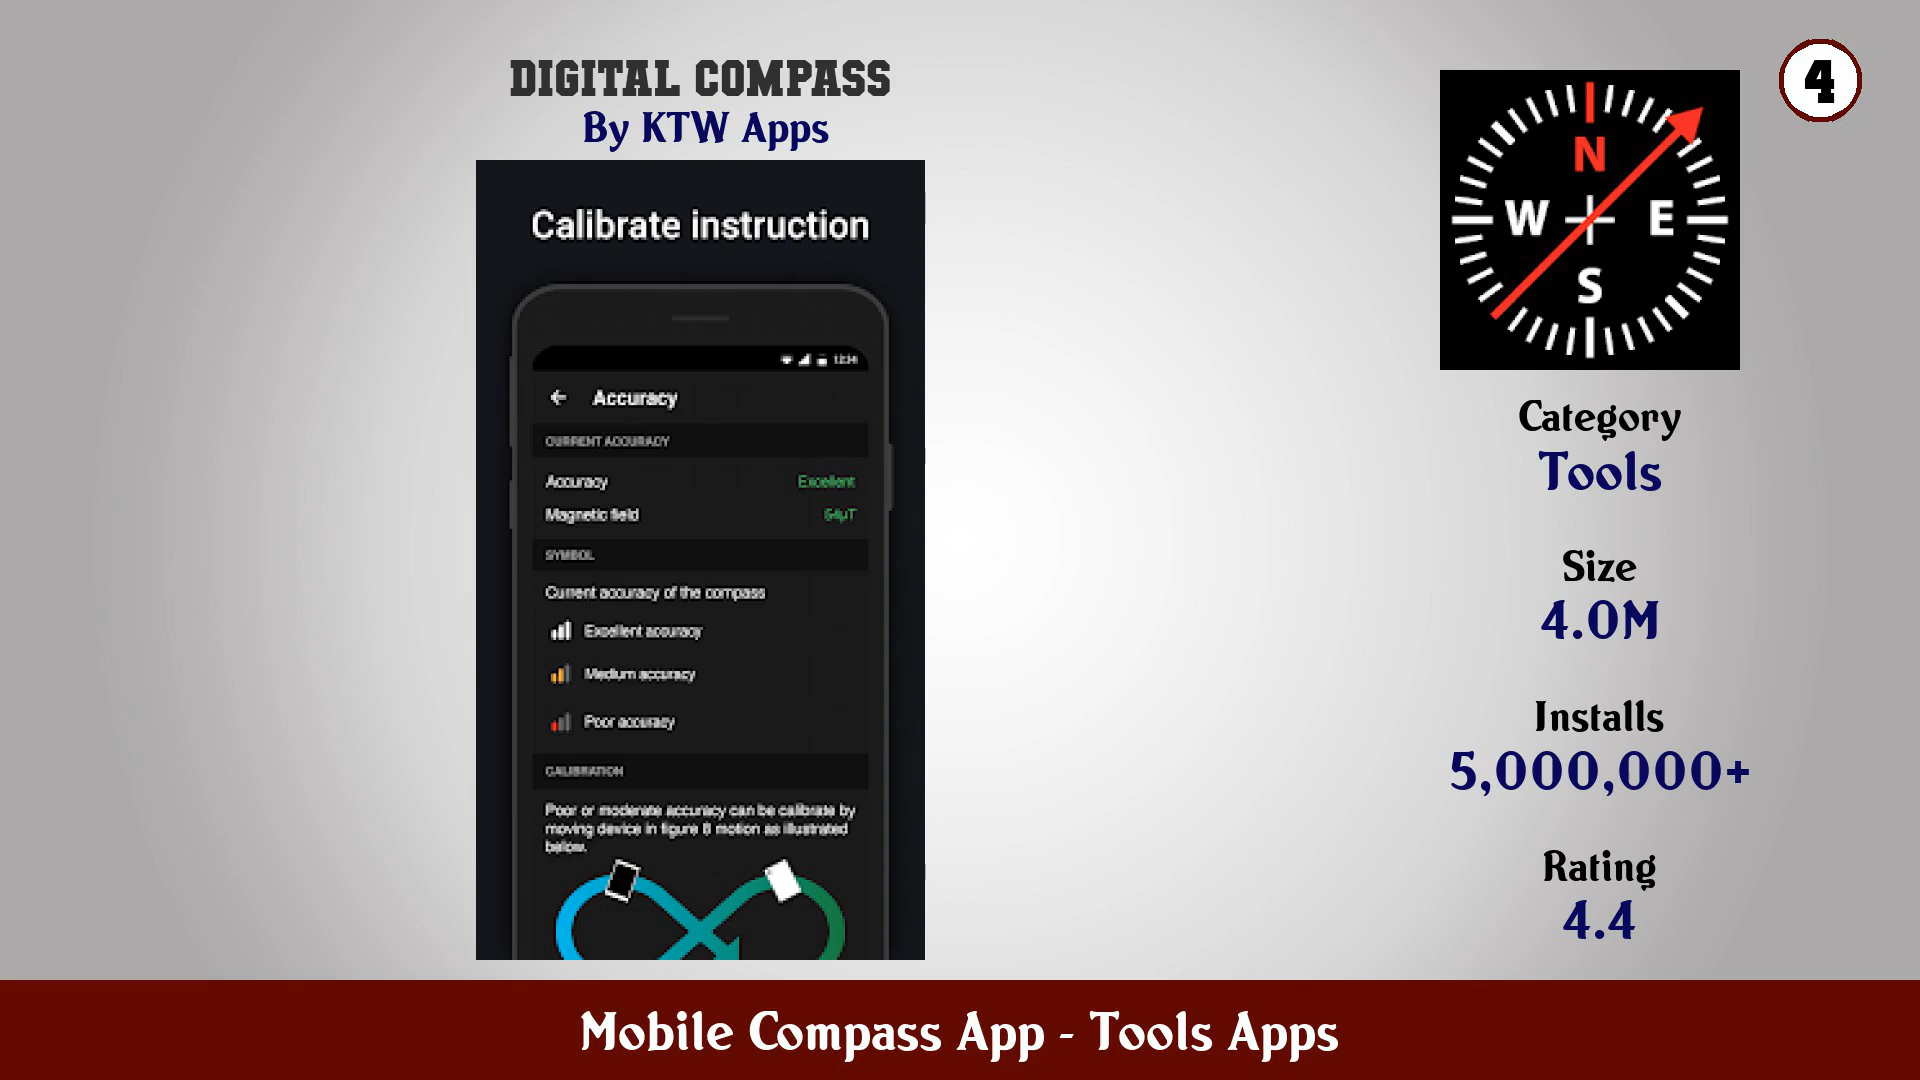 DIGITAL COMPASS
By KTW Apps
4
Calibrate instruction
12:34
Accuracy
CURRENT ACCURACY
Accuracy Excellent
Magnetic field 54µT
SYMBOL
Current accuracy of the compass
Excellent accuracy
Medium accuracy
Poor accuracy
CALIBRATION
Poor or moderate accuracy can be calibrate by
moving device in figure 8 motion as illustrated
below.
N
W E
S
Category
Tools
Size
4.0M
Installs
5,000,000+
Rating
4.4
Mobile Compass App - Tools Apps